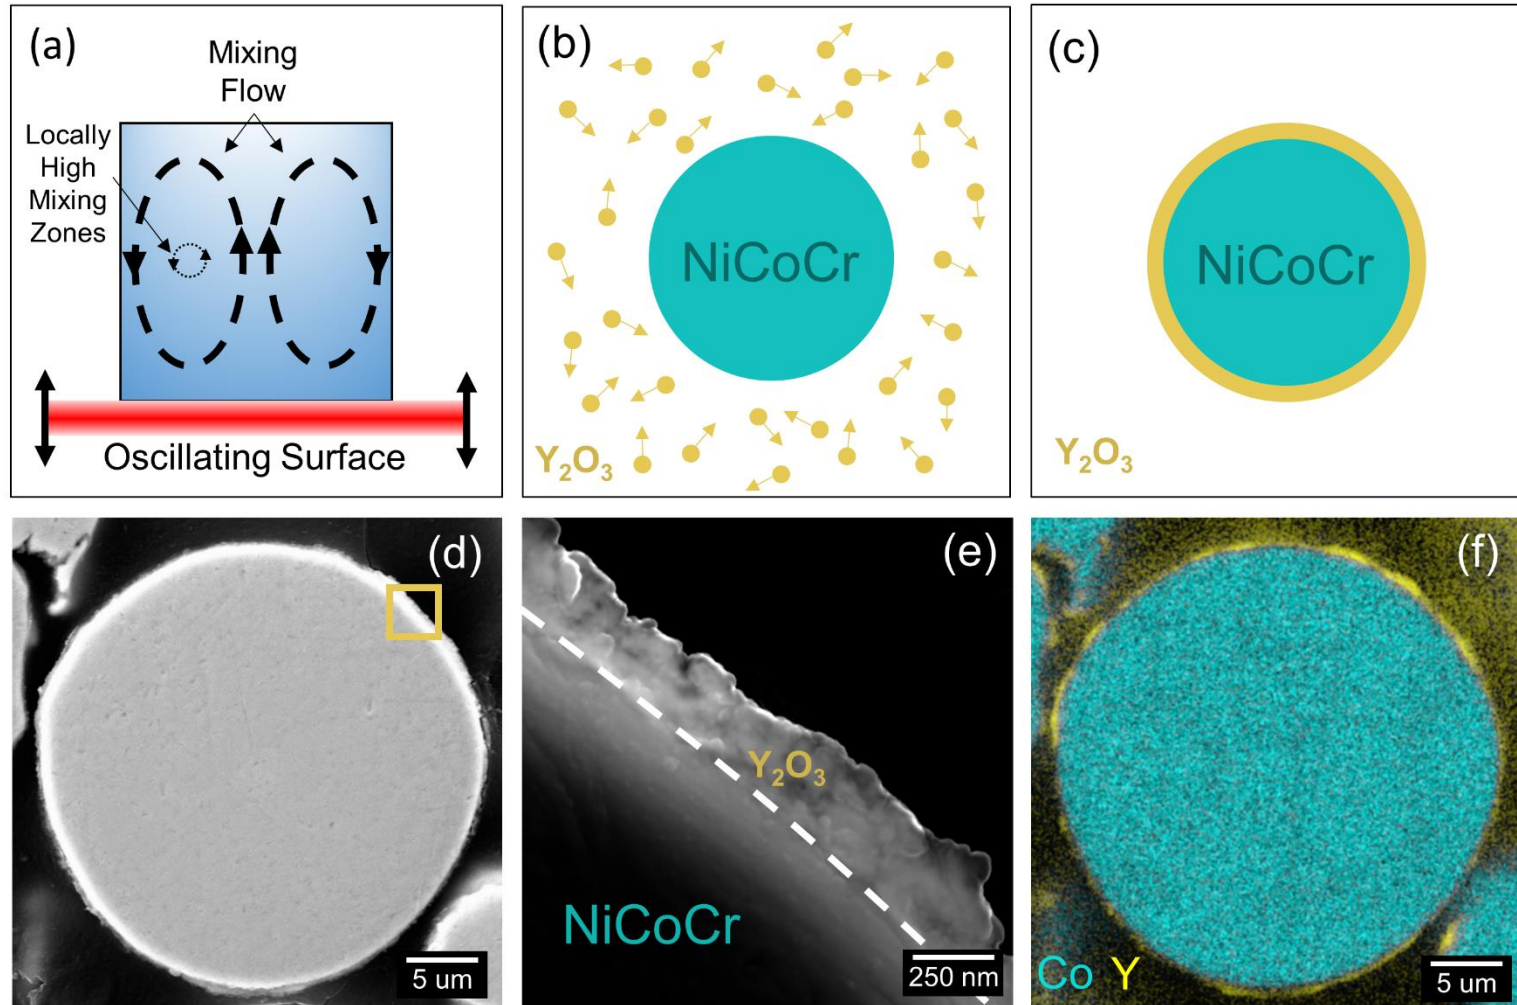 (a)
Mixing
Flow
Locally
High
Mixing
Zones
Oscillating Surface
(b)
NiCoCr
Y₂O₃
(c)
NiCoCr
Y₂O₃
(d)
5 um
(e)
Y₂O₃
NiCoCr
250 nm
(f)
Co Y
5 um